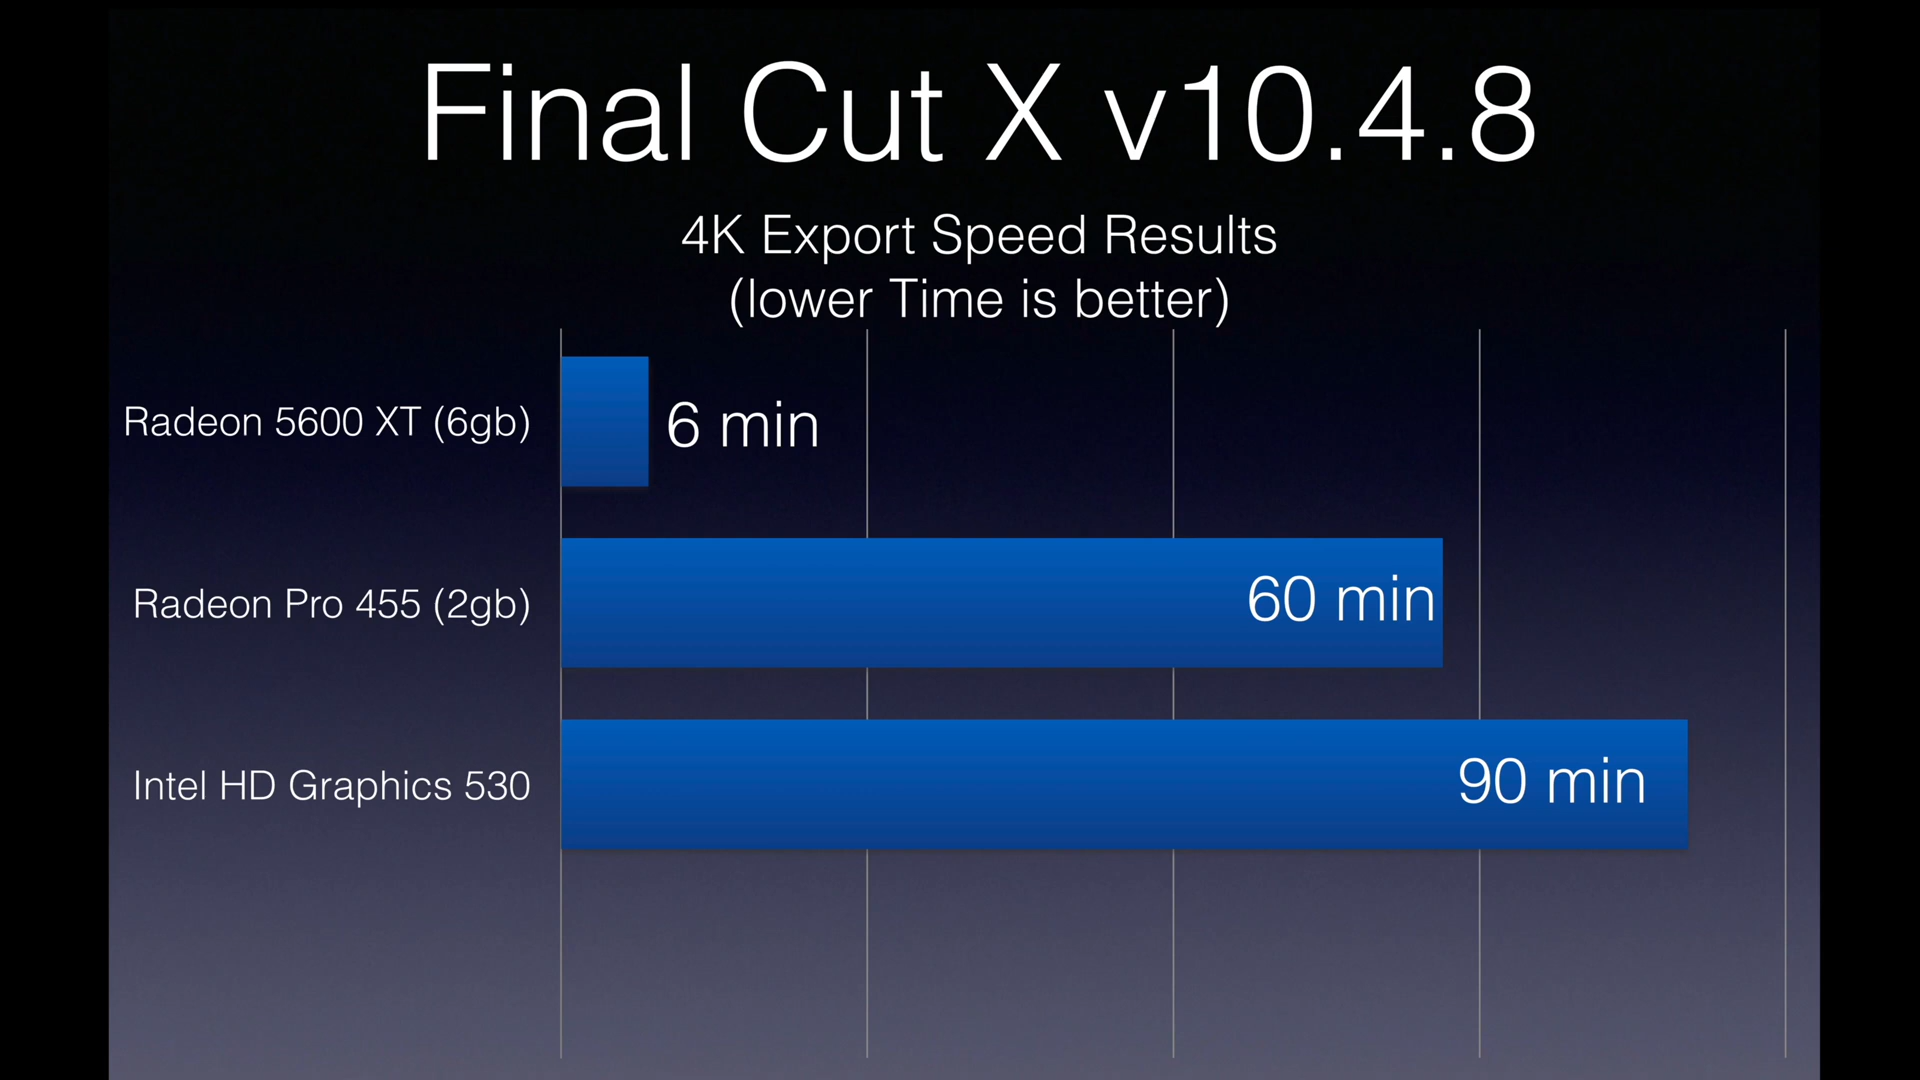 Final Cut X v10.4.8
4K Export Speed Results
(lower Time is better)
Radeon 5600 XT (6gb)
6 min
Radeon Pro 455 (2gb)
60 min
Intel HD Graphics 530
90 min